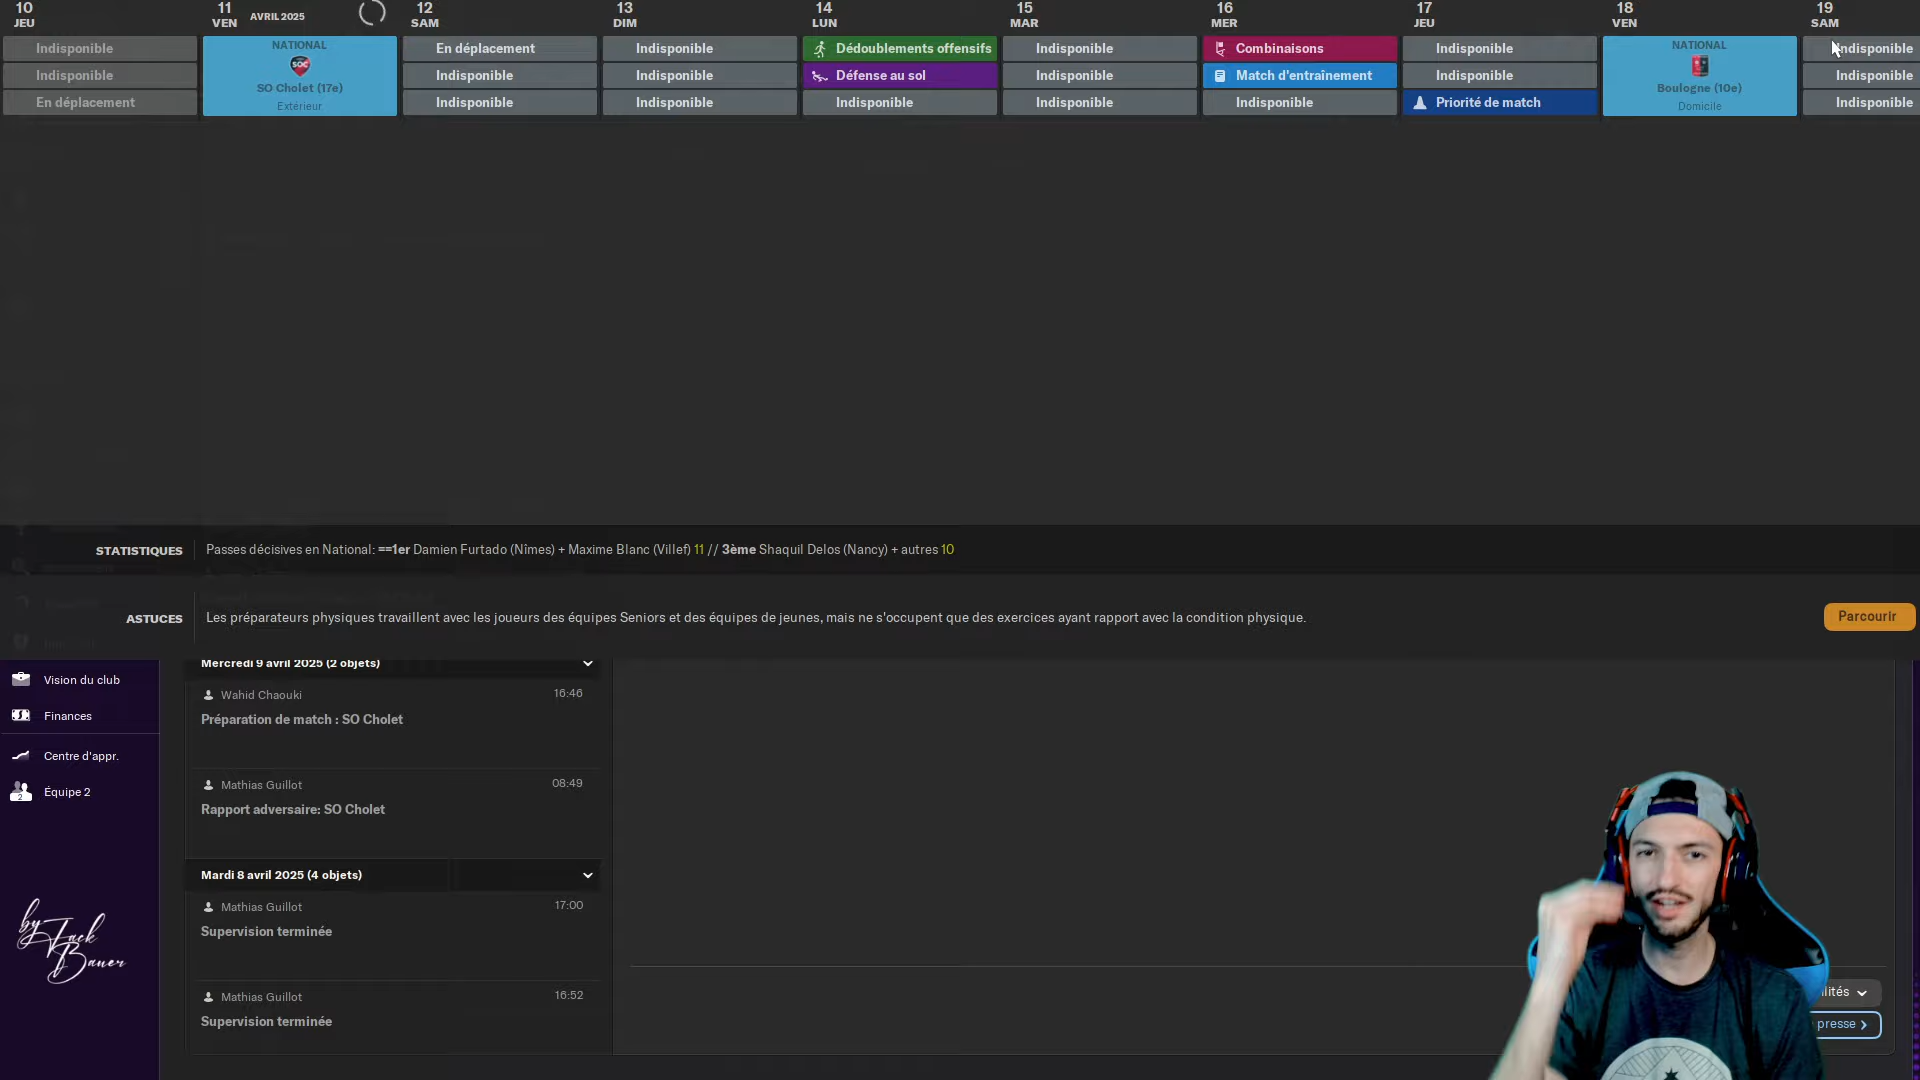 10
JEU
11
VEN
AVRIL 2025
12
SAM
13
DIM
14
LUN
15
MAR
16
MER
17
JEU
18
VEN
19
SAM
Indisponible
Indisponible
En déplacement
NATIONAL
SOC
SO Cholet (17e)
Extérieur
En déplacement
Indisponible
Indisponible
Indisponible
Indisponible
Indisponible
Dédoublements offensifs
Défense au sol
Indisponible
Indisponible
Indisponible
Indisponible
Combinaisons
Match d'entraînement
Indisponible
Indisponible
Indisponible
Priorité de match
NATIONAL
Boulogne (10e)
Domicile
Indisponible
Indisponible
Indisponible
STATISTIQUES
Passes décisives en National: ==1er Damien Furtado (Nîmes) + Maxime Blanc (Villef) 11 // 3ème Shaquil Delos (Nancy) + autres 10
ASTUCES
Les préparateurs physiques travaillent avec les joueurs des équipes Seniors et des équipes de jeunes, mais ne s'occupent que des exercices ayant rapport avec la condition physique.
Parcourir
Vision du club
Finances
Centre d'appr.
2
Équipe 2
by Jack
Bauer
Mercredi 9 avril 2025 (2 objets)
Wahid Chaouki
16:46
Préparation de match : SO Cholet
Mathias Guillot
08:49
Rapport adversaire: SO Cholet
Mardi 8 avril 2025 (4 objets)
Mathias Guillot
17:00
Supervision terminée
Mathias Guillot
16:52
Supervision terminée
lités
presse